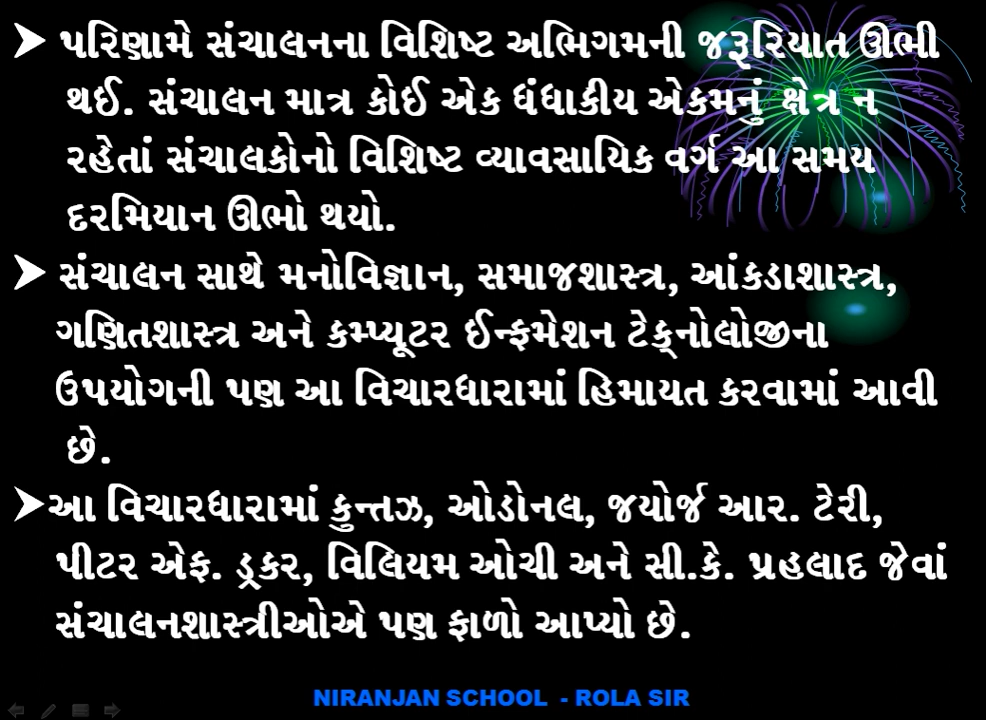 ➤ પરિણામે સંચાલનના વિશિષ્ટ અભિગમની જરૂરિયાત ઊભી
થઈ. સંચાલન માત્ર કોઈ એક ધંધાકીય એકમનું ક્ષેત્ર ન
રહેતાં સંચાલકોનો વિશિષ્ટ વ્યાવસાયિક વર્ગ આ સમય
દરમિયાન ઊભો થયો.
➤ સંચાલન સાથે મનોવિજ્ઞાન, સમાજશાસ્ત્ર, આંકડાશાસ્ત્ર,
ગણિતશાસ્ત્ર અને કમ્પ્યૂટર ઈન્ફમેશન ટેક્નોલોજીના
ઉપયોગની પણ આ વિચારધારામાં હિમાયત કરવામાં આવી
છે.
➤આ વિચારધારામાં કુન્તઝ, ઓડોનલ, જયોર્જ આર. ટેરી,
પીટર એફ. ડ્રકર, વિલિયમ ઓચી અને સી.કે. પ્રહલાદ જેવાં
સંચાલનશાસ્ત્રીઓએ પણ ફાળો આપ્યો છે.
NIRANJAN SCHOOL - ROLA SIR